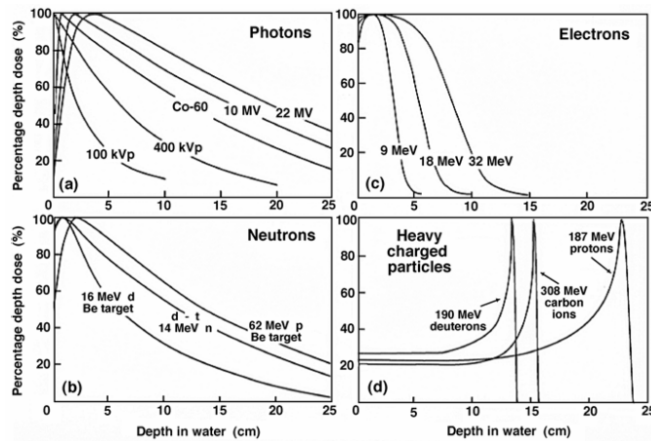 Percentage depth dose (%)
100
80
60
40
20
Photons
Co-60
10 MV
22 MV
100 kVp
400 kVp
(a)
0
5
10
15
20
25
Electrons
100
80
60
40
20
9 MeV
18 MeV
32 MeV
(c)
0
5
10
15
20
25
Percentage depth dose (%)
100
80
60
40
20
Neutrons
16 MeV d
Be target
d - t
14 MeV n
62 MeV p
Be target
(b)
0
5
10
15
20
25
Depth in water (cm)
100
80
60
40
20
Heavy
charged
particles
187 MeV
protons
190 MeV
deuterons
308 MeV
carbon
ions
(d)
0
5
10
15
20
25
Depth in water (cm)